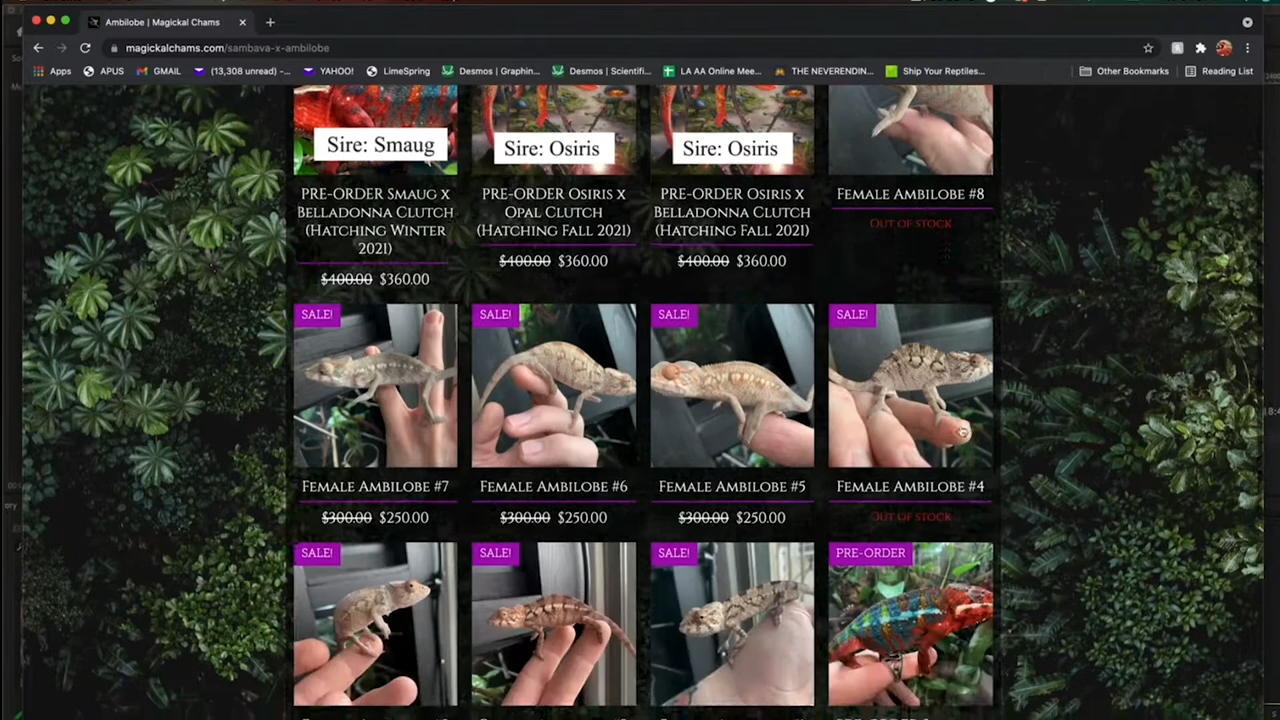 Ambilobe | Magickal Chams
magickalchams.com/sambava-x-ambilobe
Apps
APUS
GMAIL
(13,308 unread) -...
YAHOO!
LimeSpring
Desmos | Graphin...
Desmos | Scientifi...
LA AA Online Mee...
THE NEVERENDIN...
Ship Your Reptiles...
Other Bookmarks
Reading List
Sire: Smaug
Sire: Osiris
Sire: Osiris
PRE-ORDER SMAUG X
BELLADONNA CLUTCH
(HATCHING WINTER
2021)
$400.00 $360.00
PRE-ORDER OSIRIS X
OPAL CLUTCH
(HATCHING FALL 2021)
$400.00 $360.00
PRE-ORDER OSIRIS X
BELLADONNA CLUTCH
(HATCHING FALL 2021)
$400.00 $360.00
FEMALE AMBILOBE #8
OUT OF STOCK
SALE!
SALE!
SALE!
SALE!
FEMALE AMBILOBE #7
$300.00 $250.00
FEMALE AMBILOBE #6
$300.00 $250.00
FEMALE AMBILOBE #5
$300.00 $250.00
FEMALE AMBILOBE #4
OUT OF STOCK
SALE!
SALE!
SALE!
PRE-ORDER